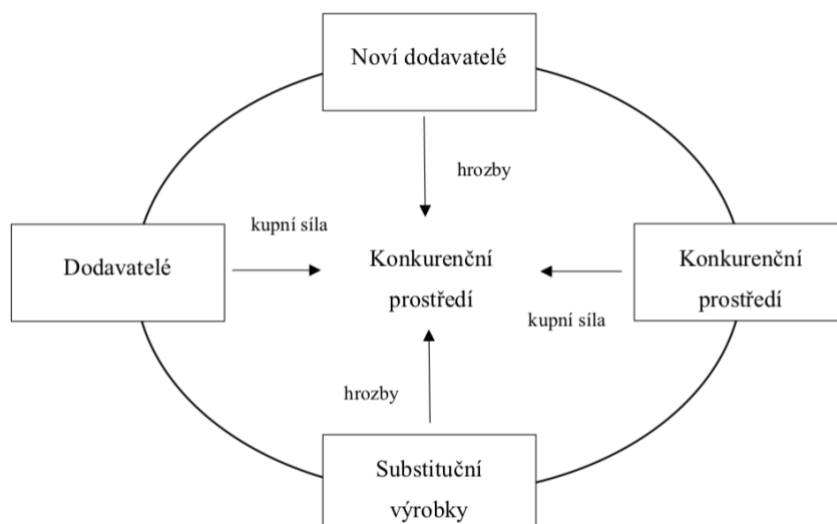 Noví dodavatelé
hrozby
kupní síla
Dodavatelé
Konkurenční
prostředí
Konkurenční
prostředí
kupní síla
hrozby
Substituční
výrobky